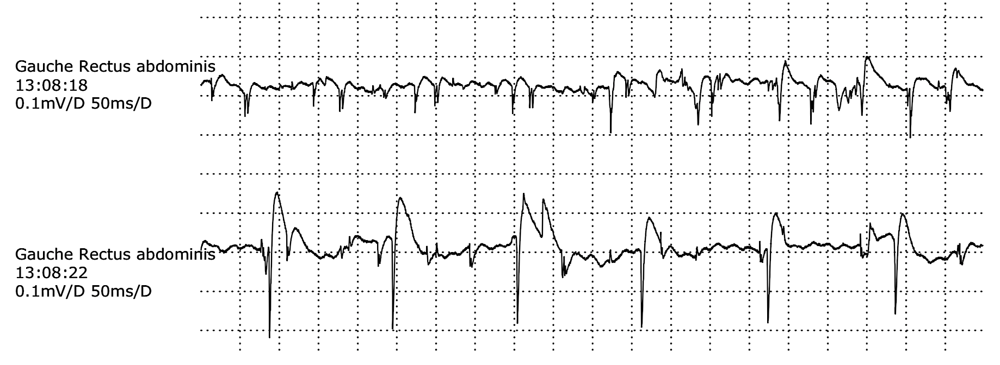 Gauche Rectus abdominis
13:08:18
0.1mV/D 50ms/D
Gauche Rectus abdominis
13:08:22
0.1mV/D 50ms/D